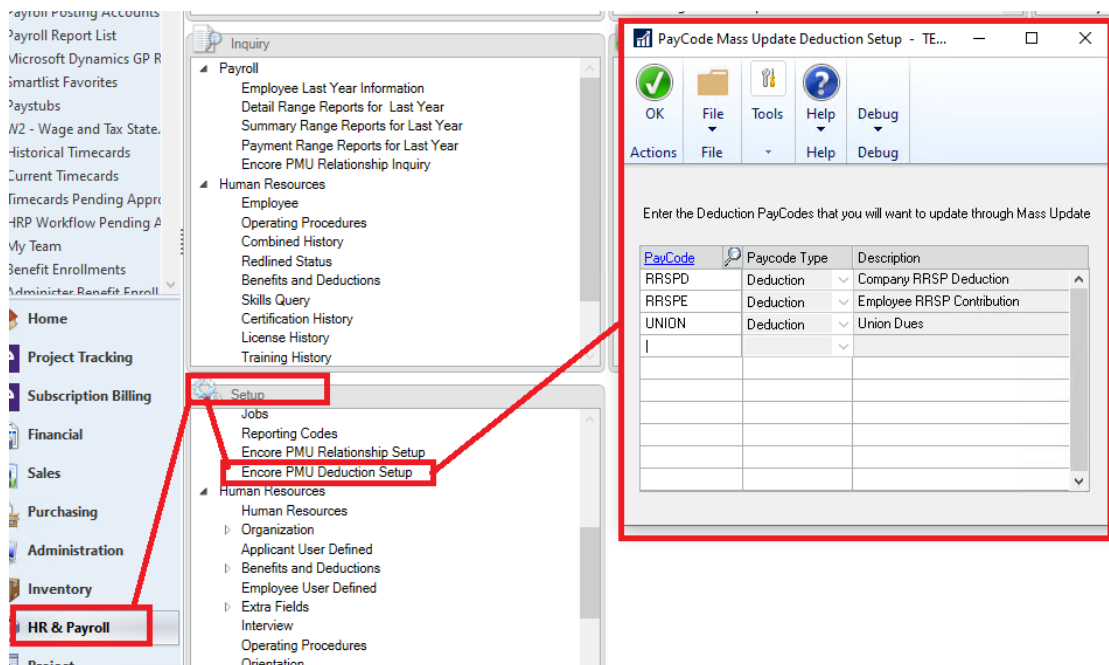 Payroll Posting Accounts
Payroll Report List
Microsoft Dynamics GP R
Smartlist Favorites
Paystubs
W2 - Wage and Tax State.
Historical Timecards
Current Timecards
Timecards Pending Appro
HRP Workflow Pending A
My Team
Benefit Enrollments
Administer Benefit Enroll
Home
Project Tracking
Subscription Billing
Financial
Sales
Purchasing
Administration
Inventory
HR & Payroll
Project
Inquiry
Payroll
Employee Last Year Information
Detail Range Reports for Last Year
Summary Range Reports for Last Year
Payment Range Reports for Last Year
Encore PMU Relationship Inquiry
Human Resources
Employee
Operating Procedures
Combined History
Redlined Status
Benefits and Deductions
Skills Query
Certification History
License History
Training History
Setup
Jobs
Reporting Codes
Encore PMU Relationship Setup
Encore PMU Deduction Setup
Human Resources
Human Resources
Organization
Applicant User Defined
Benefits and Deductions
Employee User Defined
Extra Fields
Interview
Operating Procedures
Orientation
PayCode Mass Update Deduction Setup - TE...
OK File Tools Help Debug
Actions File Help Debug
Enter the Deduction PayCodes that you will want to update through Mass Update
PayCode Paycode Type Description
RRSPD Deduction Company RRSP Deduction
RRSPE Deduction Employee RRSP Contribution
UNION Deduction Union Dues